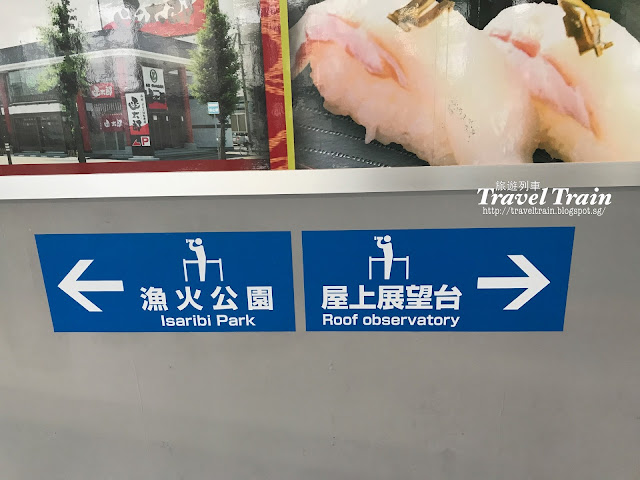 旅遊列車
Travel Train
http://traveltrain.blogspot.sg/
漁火公園
Isaribi Park
屋上展望台
Roof observatory
P